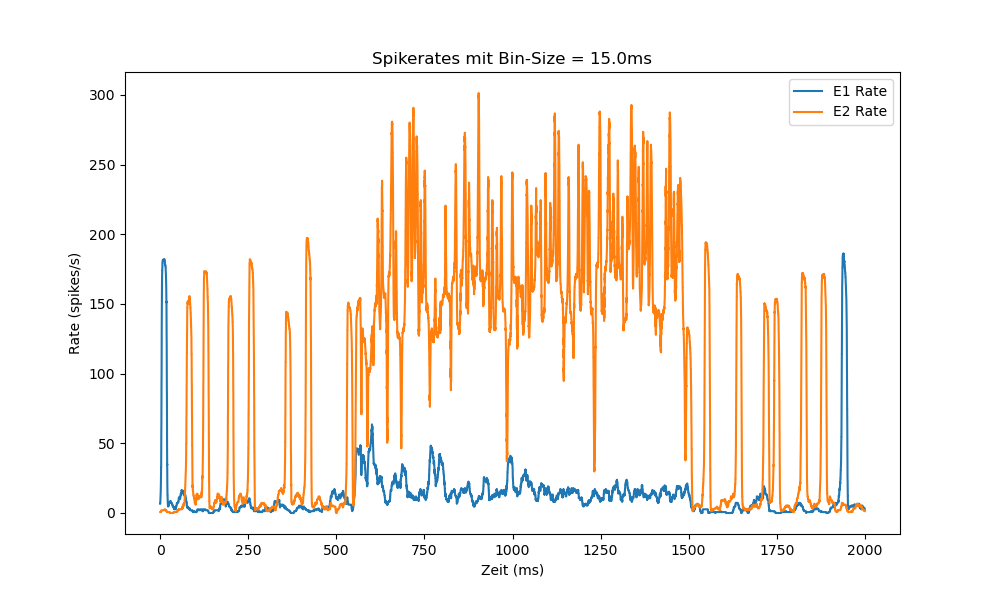 Spikerates mit Bin-Size = 15.0ms
E1 Rate
E2 Rate
Rate (spikes/s)
300
250
200
150
100
50
0
0 250 500 750 1000 1250 1500 1750 2000
Zeit (ms)